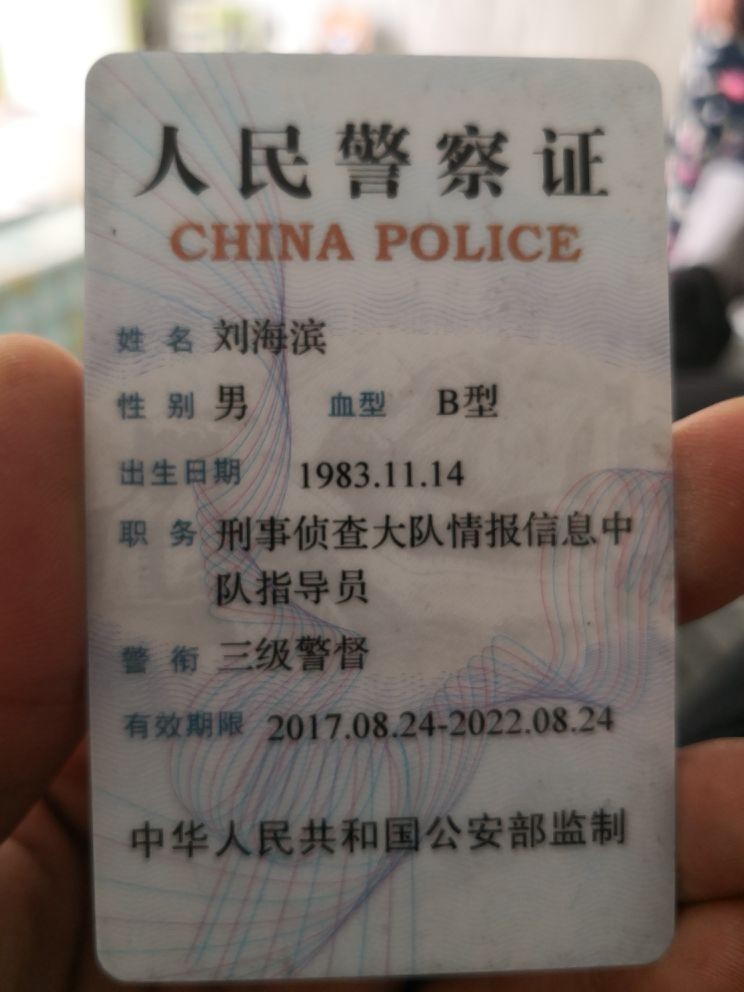 人民警察证
CHINA POLICE
姓名 刘海滨
性别 男 血型 B型
出生日期 1983.11.14
职务 刑事侦查大队情报信息中
队指导员
警衔 三级警督
有效期限 2017.08.24-2022.08.24
中华人民共和国公安部监制